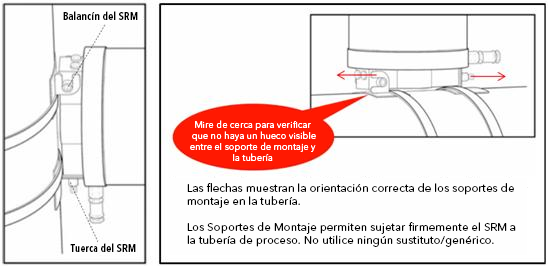 Balancín del SRM
Tuerca del SRM
Mire de cerca para verificar
que no haya un hueco visible
entre el soporte de montaje y
la tubería
Las flechas muestran la orientación correcta de los soportes de
montaje en la tubería.
Los Soportes de Montaje permiten sujetar firmemente el SRM a
la tubería de proceso. No utilice ningún sustituto/genérico.